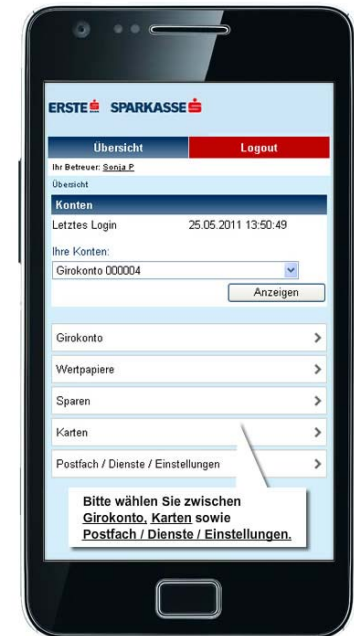 ERSTE SPARKASSE
Übersicht Logout
Ihr Betreuer: Sonja P
Übersicht
Konten
Letztes Login 25.05.2011 13:50:49
Ihre Konten:
Girokonto 000004
Anzeigen
Girokonto
Wertpapiere
Sparen
Karten
Postfach / Dienste / Einstellungen
Bitte wählen Sie zwischen
Girokonto, Karten sowie
Postfach / Dienste / Einstellungen.